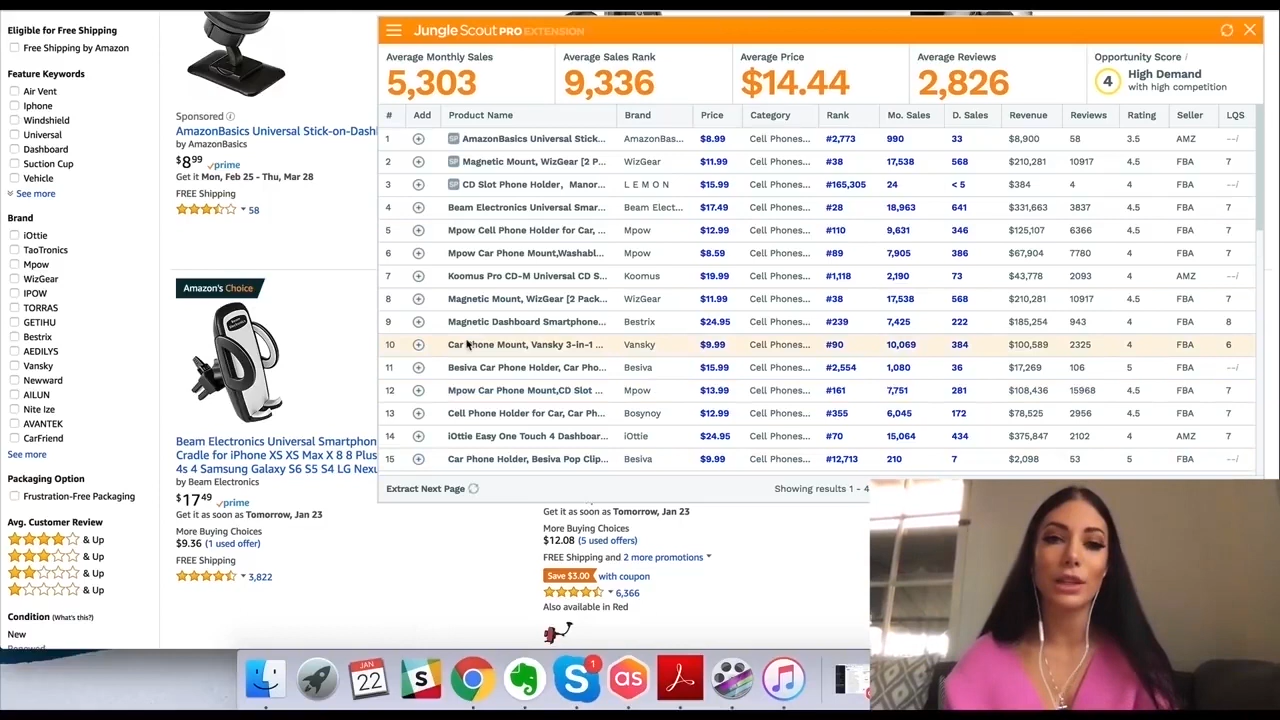 Eligible for Free Shipping
Free Shipping by Amazon
Feature Keywords
Air Vent
Iphone
Windshield
Universal
Dashboard
Suction Cup
Vehicle
See more
Brand
iOttie
TaoTronics
Mpow
WizGear
IPOW
TORRAS
GETIHU
Bestrix
AEDILYS
Vansky
Newward
AILUN
Nite Ize
AVANTEK
CarFriend
See more
Packaging Option
Frustration-Free Packaging
Avg. Customer Review
& Up
& Up
& Up
& Up
Condition (What's this?)
New
Sponsored
AmazonBasics Universal Stick-on-Dash
by AmazonBasics
$8.99 prime
Get it Mon, Feb 25 - Thu, Mar 28
FREE Shipping
58
Amazon's Choice
Beam Electronics Universal Smartphon
Cradle for iPhone XS XS Max X 8 8 Plus
4s 4 Samsung Galaxy S6 S5 S4 LG Nexu
by Beam Electronics
$17.49 prime
Get it as soon as Tomorrow, Jan 23
More Buying Choices
$9.36 (1 used offer)
FREE Shipping
3,822
Jungle Scout PRO EXTENSION
Average Monthly Sales
5,303
Average Sales Rank
9,336
Average Price
$14.44
Average Reviews
2,826
Opportunity Score
4 High Demand
with high competition
# Add Product Name Brand Price Category Rank Mo. Sales D. Sales Revenue Reviews Rating Seller LQS
1 SP AmazonBasics Universal Stick... AmazonBas... $8.99 Cell Phones... #2,773 990 33 $8,900 58 3.5 AMZ --/
2 SP Magnetic Mount, WizGear [2 P... WizGear $11.99 Cell Phones... #38 17,538 568 $210,281 10917 4.5 FBA 7
3 SP CD Slot Phone Holder, Manor... L E M O N $15.99 Cell Phones... #165,305 24 < 5 $384 4 4 FBA --/
4 Beam Electronics Universal Smar... Beam Elect... $17.49 Cell Phones... #28 18,963 641 $331,663 3837 4.5 FBA 7
5 Mpow Cell Phone Holder for Car, ... Mpow $12.99 Cell Phones... #110 9,631 346 $125,107 6366 4.5 FBA 7
6 Mpow Car Phone Mount,Washabl... Mpow $8.59 Cell Phones... #89 7,905 386 $67,904 7780 4 FBA 7
7 Koomus Pro CD-M Universal CD S... Koomus $19.99 Cell Phones... #1,118 2,190 73 $43,778 2093 4 AMZ --/
8 Magnetic Mount, WizGear [2 Pack... WizGear $11.99 Cell Phones... #38 17,538 568 $210,281 10917 4.5 FBA 7
9 Magnetic Dashboard Smartphone... Bestrix $24.95 Cell Phones... #239 7,425 222 $185,254 943 4 FBA 8
10 Car Phone Mount, Vansky 3-in-1 ... Vansky $9.99 Cell Phones... #90 10,069 384 $100,589 2325 4 FBA 6
11 Besiva Car Phone Holder, Car Pho... Besiva $15.99 Cell Phones... #2,554 1,080 36 $17,269 106 5 FBA --/
12 Mpow Car Phone Mount,CD Slot ... Mpow $13.99 Cell Phones... #161 7,751 281 $108,436 15968 4.5 FBA 7
13 Cell Phone Holder for Car, Car Ph... Bosynoy $12.99 Cell Phones... #355 6,045 172 $78,525 2956 4.5 FBA 7
14 iOttie Easy One Touch 4 Dashboar... iOttie $24.95 Cell Phones... #70 15,064 434 $375,847 2102 4 AMZ 7
15 Car Phone Holder, Besiva Pop Clip... Besiva $9.99 Cell Phones... #12,713 210 7 $2,098 53 5 FBA --/
Extract Next Page
Showing results 1 - 4
Get it as soon as Tomorrow, Jan 23
More Buying Choices
$12.08 (5 used offers)
FREE Shipping and 2 more promotions
Save $3.00 with coupon
6,366
Also available in Red
JAN
22
1
as